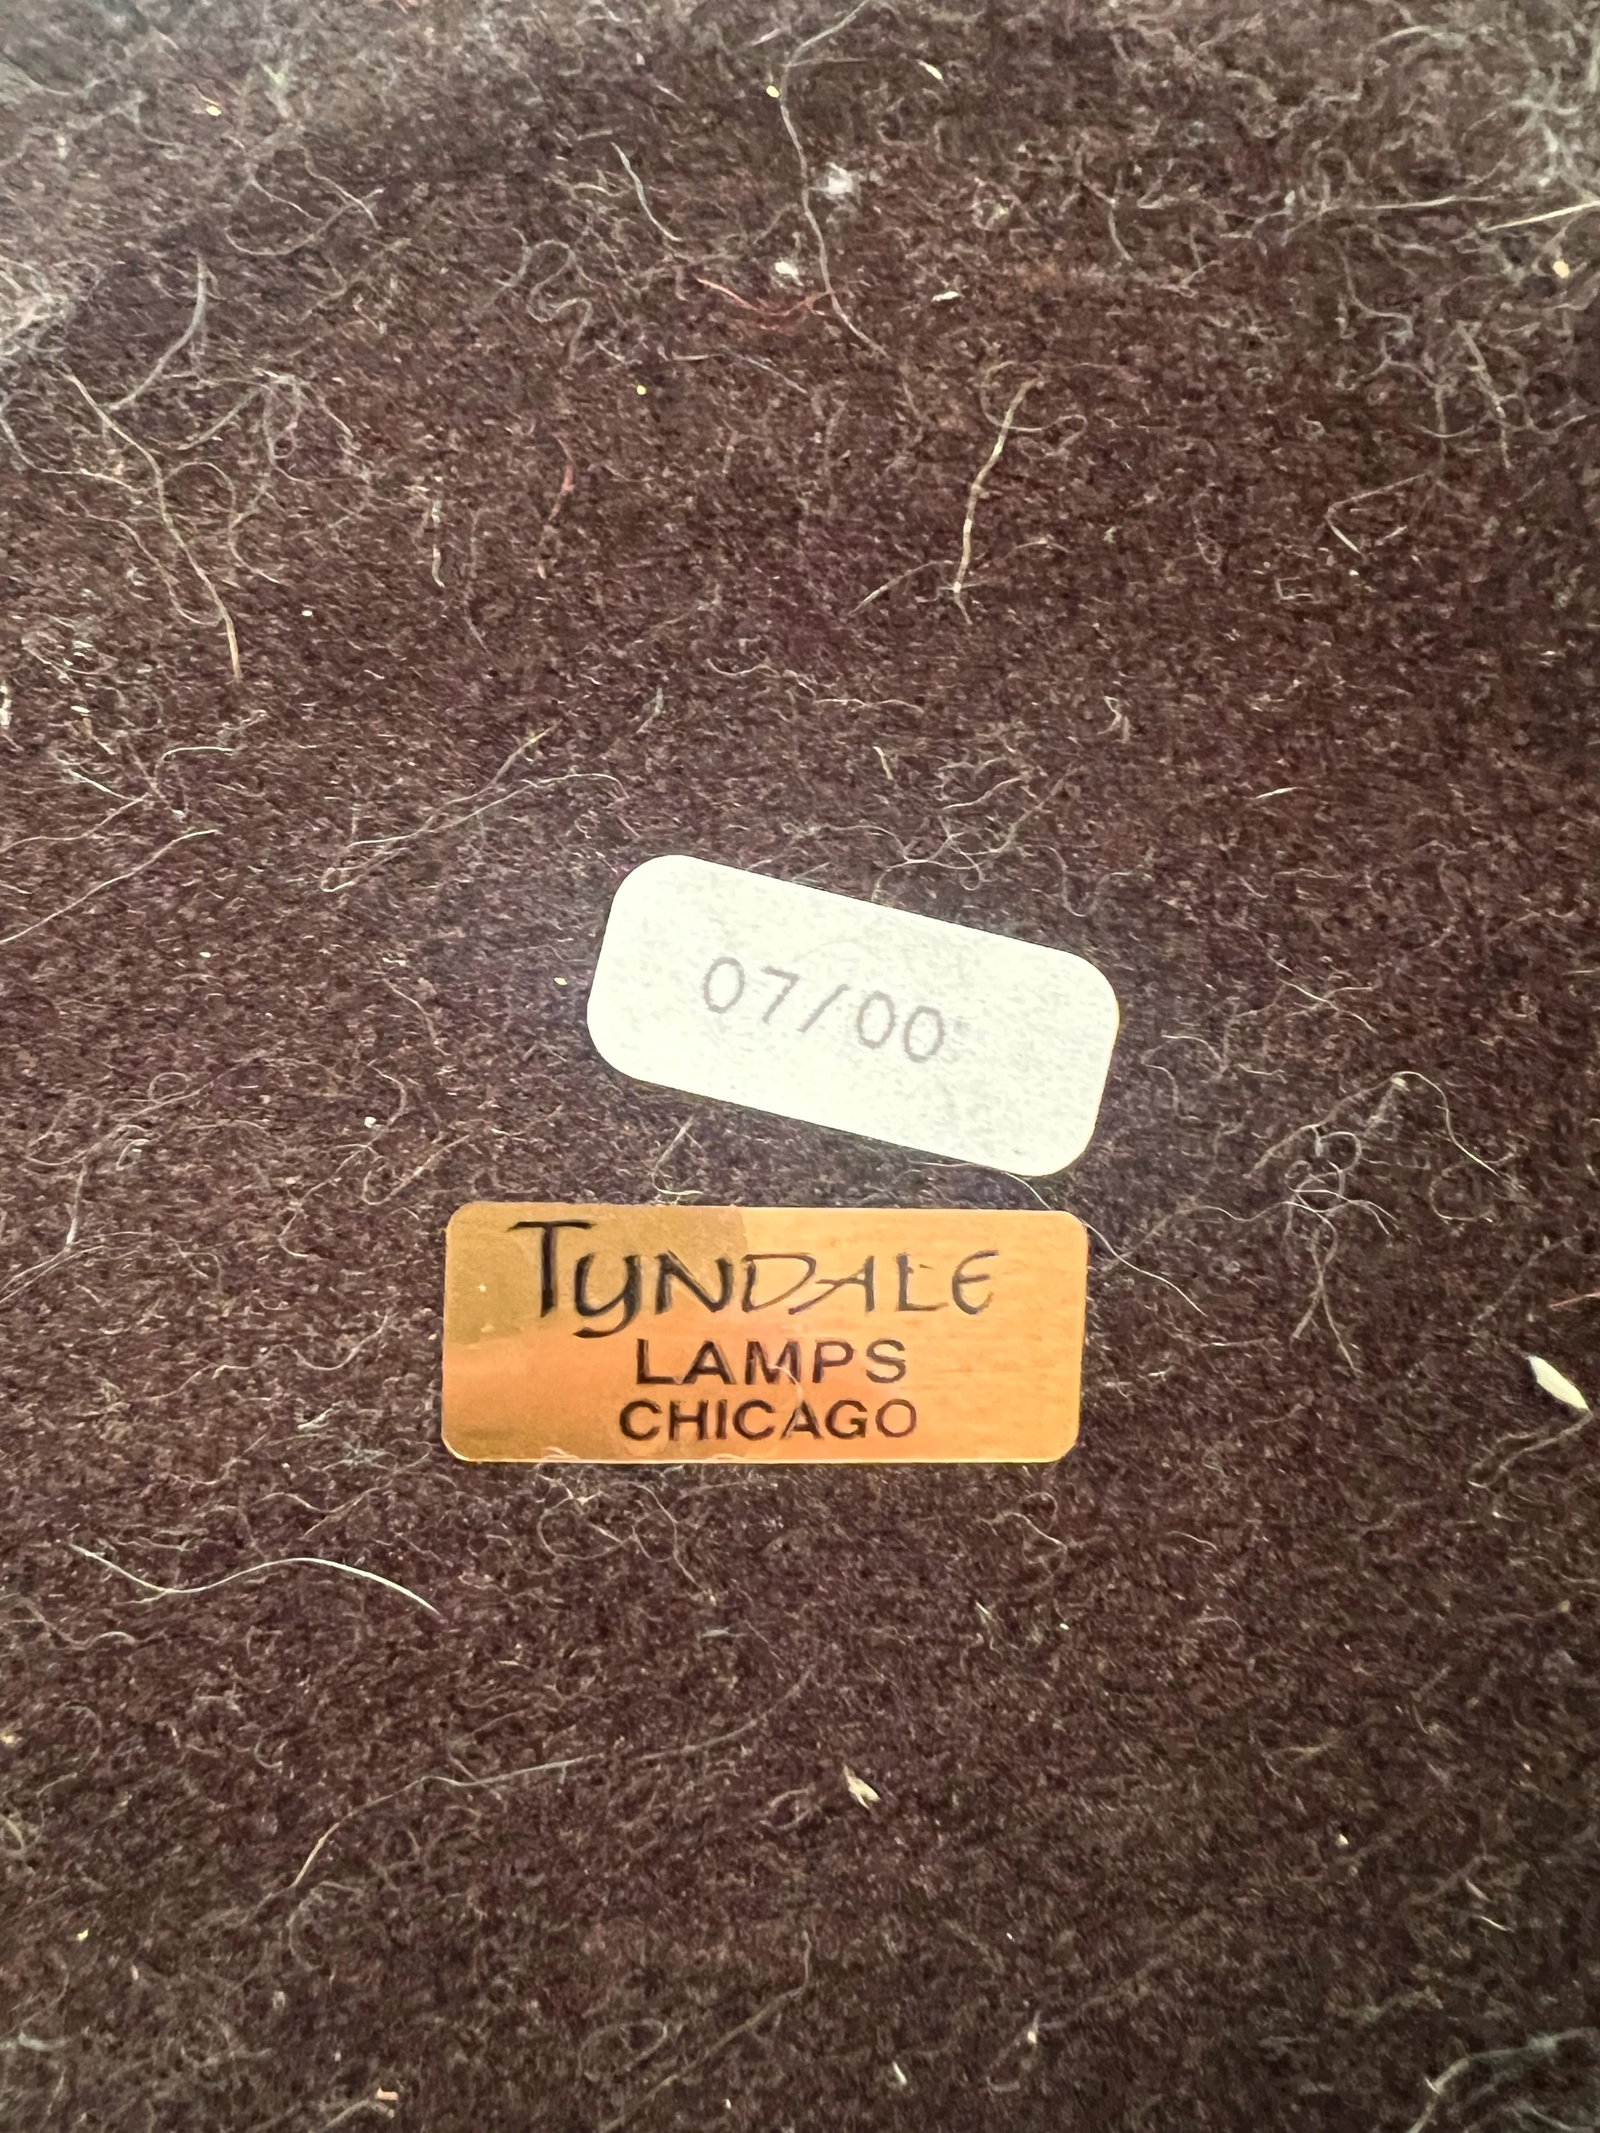 07/00
TyNDALE
LAMPS
CHICAGO